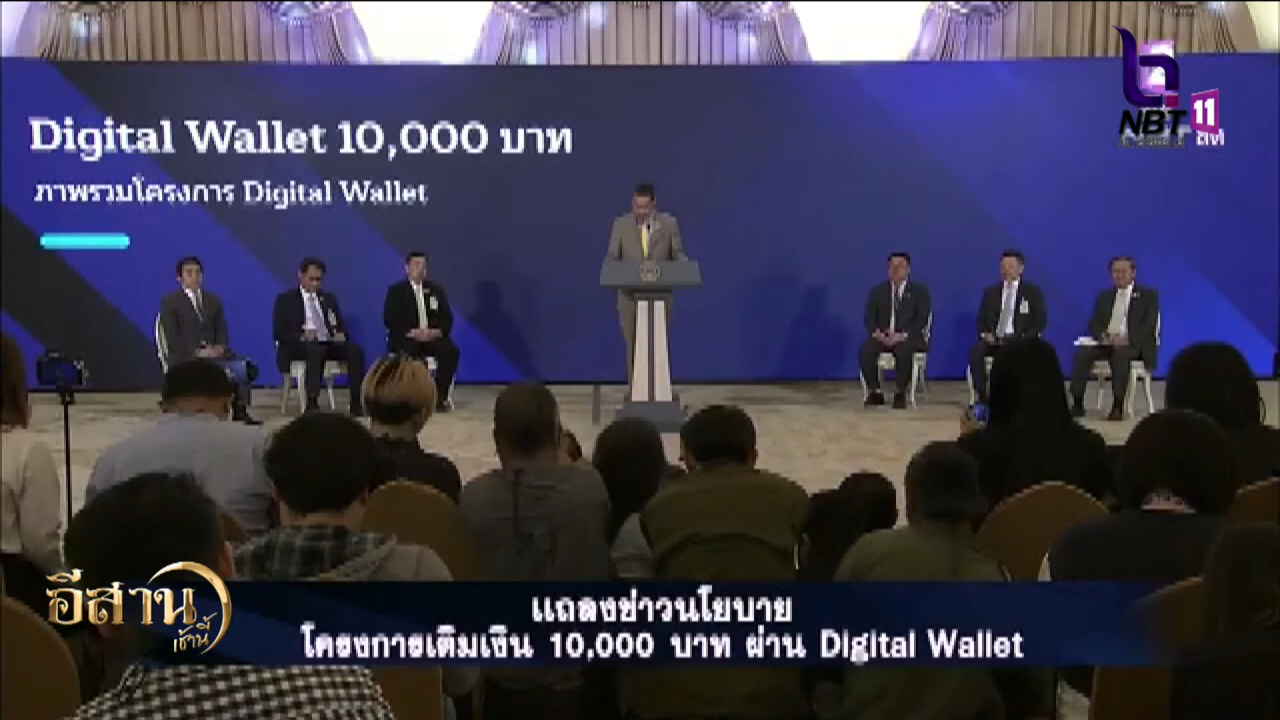 Digital Wallet 10,000 บาท
ภาพรวมโครงการ Digital Wallet
NBT
11
อีสาน
เช้านี้
แถลงข่าวนโยบาย
โครงการเติมเงิน 10,000 บาท ผ่าน Digital Wallet